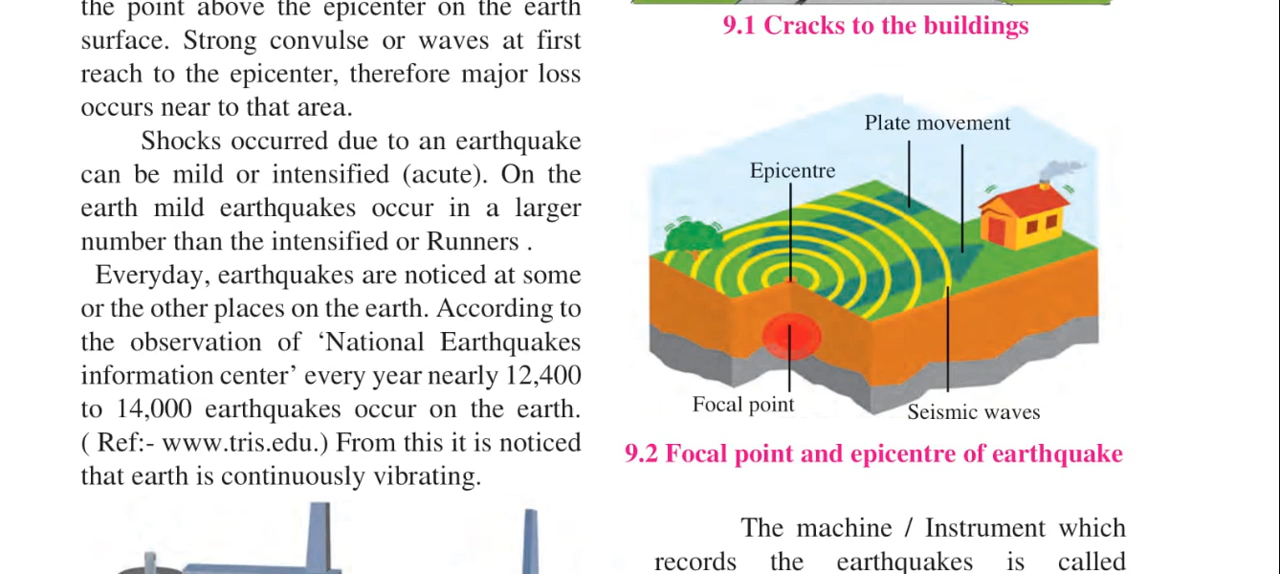 the point above the epicenter on the earth
surface. Strong convulse or waves at first
reach to the epicenter, therefore major loss
occurs near to that area.
Shocks occurred due to an earthquake
can be mild or intensified (acute). On the
earth mild earthquakes occur in a larger
number than the intensified or Runners .
Everyday, earthquakes are noticed at some
or the other places on the earth. According to
the observation of ‘National Earthquakes
information center’ every year nearly 12,400
to 14,000 earthquakes occur on the earth.
( Ref:- www.tris.edu.) From this it is noticed
that earth is continuously vibrating.
9.1 Cracks to the buildings
Plate movement
Epicentre
Focal point
Seismic waves
9.2 Focal point and epicentre of earthquake
The machine / Instrument which
records the earthquakes is called